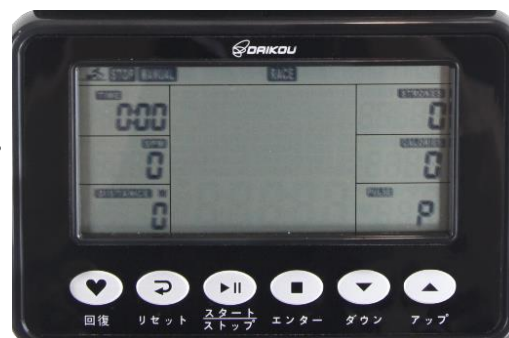 DAIKOU
STOP MANUAL RACE
TIME
0:00
SPM
0
DISTANCE M
0
STROKES
0
CALORIES
0
PULSE
P
回復
リセット
スタート
ストップ
エンター
ダウン
アップ